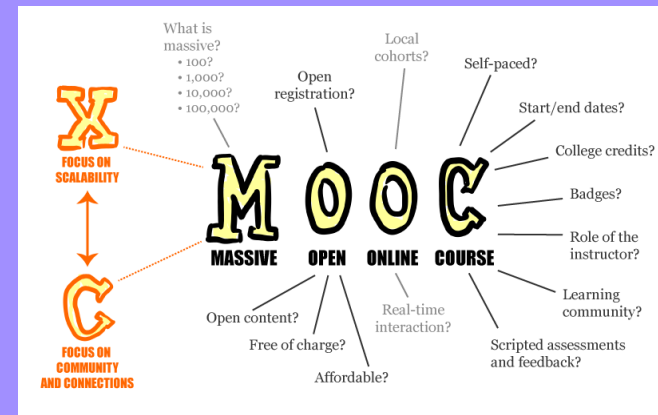 What is
massive?
• 100?
• 1,000?
• 10,000?
• 100,000?
Open
registration?
Local
cohorts?
Self-paced?
Start/end dates?
College credits?
Badges?
Role of the
instructor?
Learning
community?
Scripted assessments
and feedback?
X
FOCUS ON
SCALABILITY
C
FOCUS ON
COMMUNITY
AND CONNECTIONS
MOOC
MASSIVE OPEN ONLINE COURSE
Open content?
Free of charge?
Affordable?
Real-time
interaction?